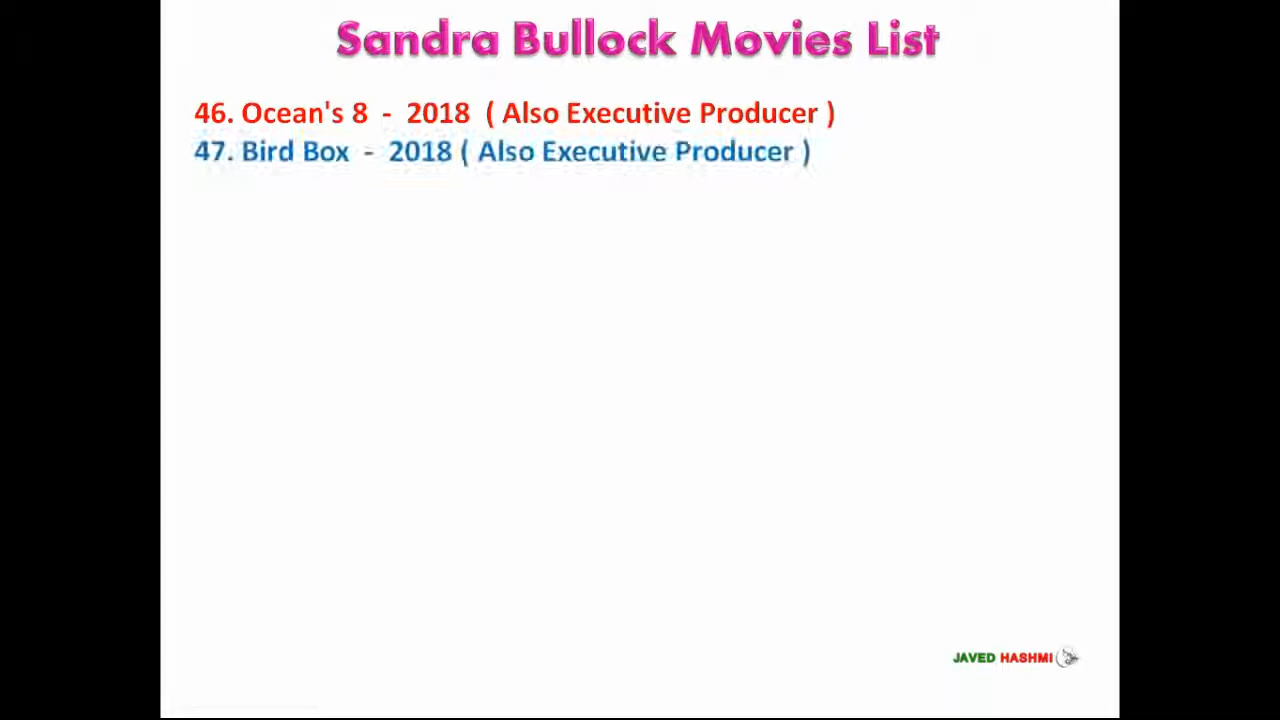 Sandra Bullock Movies List
46. Ocean's 8 - 2018 ( Also Executive Producer )
47. Bird Box - 2018 ( Also Executive Producer )
JAVED HASHMI